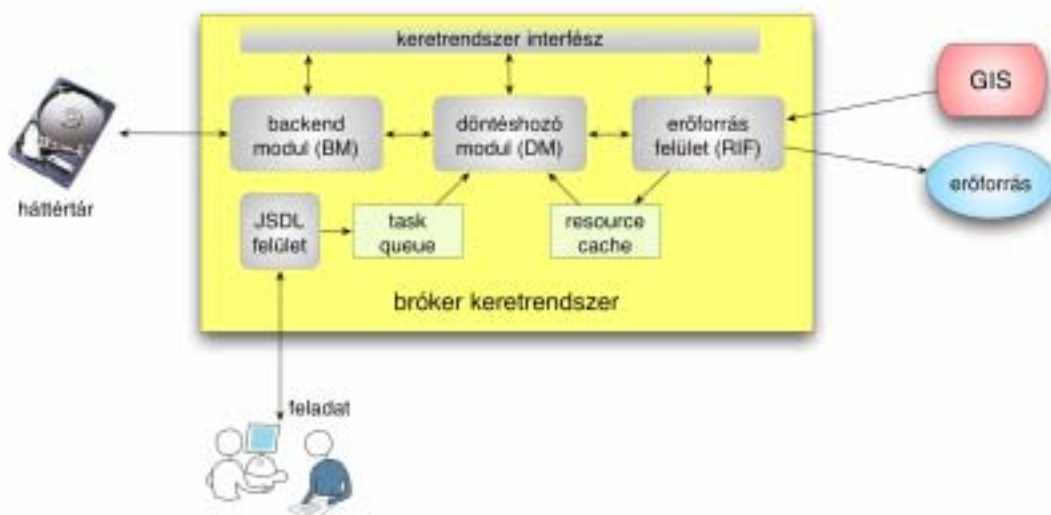 keretrendszer interfész
backend
modul (BM)
döntéshozó
modul (DM)
erőforrás
felület (RIF)
GIS
erőforrás
háttértár
JSDL
felület
task
queue
resource
cache
bróker keretrendszer
feladat